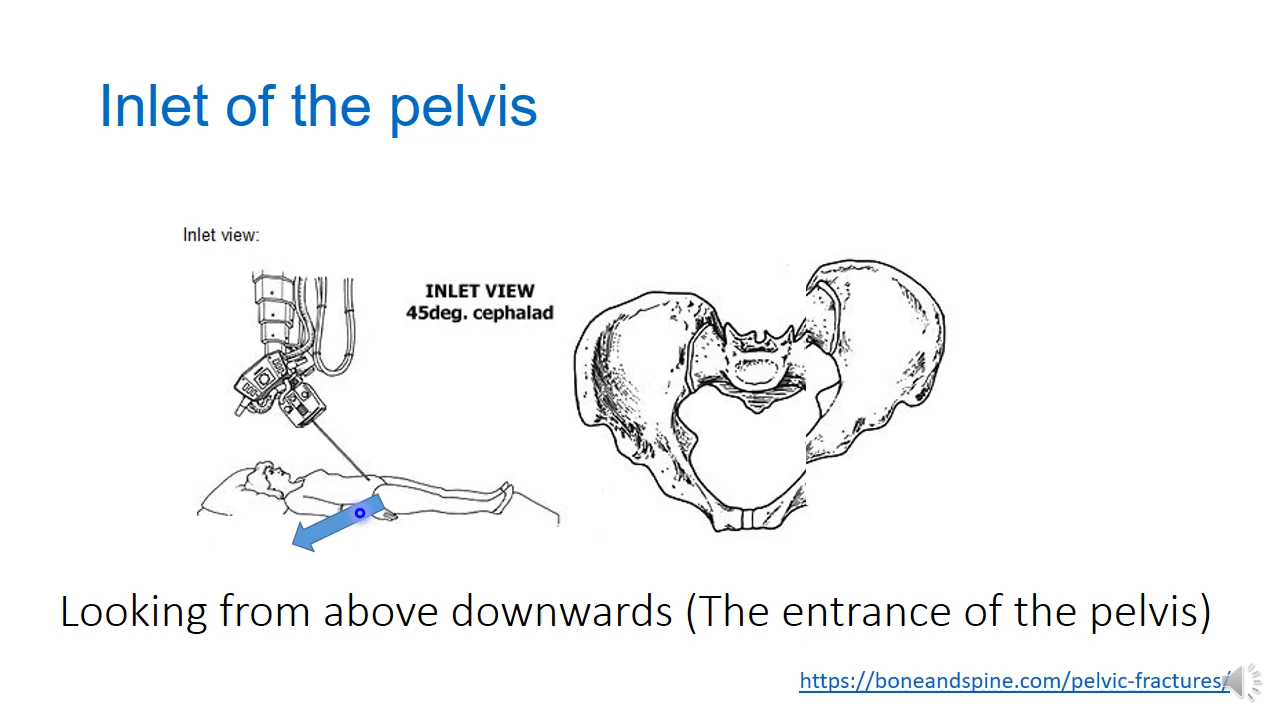 Inlet of the pelvis
Inlet view:
INLET VIEW
45deg. cephalad
Looking from above downwards (The entrance of the pelvis)
https://boneandspine.com/pelvic-fractures/